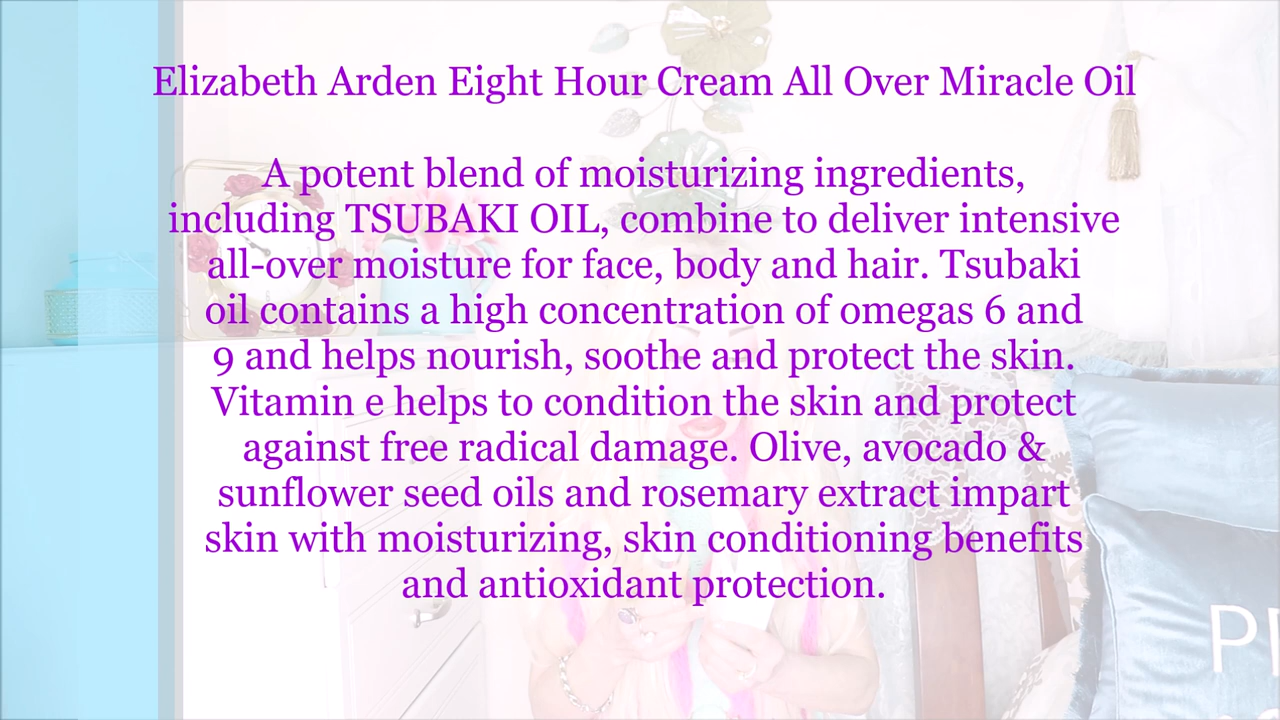 Elizabeth Arden Eight Hour Cream All Over Miracle Oil
A potent blend of moisturizing ingredients,
including TSUBAKI OIL, combine to deliver intensive
all-over moisture for face, body and hair. Tsubaki
oil contains a high concentration of omegas 6 and
9 and helps nourish, soothe and protect the skin.
Vitamin e helps to condition the skin and protect
against free radical damage. Olive, avocado &
sunflower seed oils and rosemary extract impart
skin with moisturizing, skin conditioning benefits
and antioxidant protection.